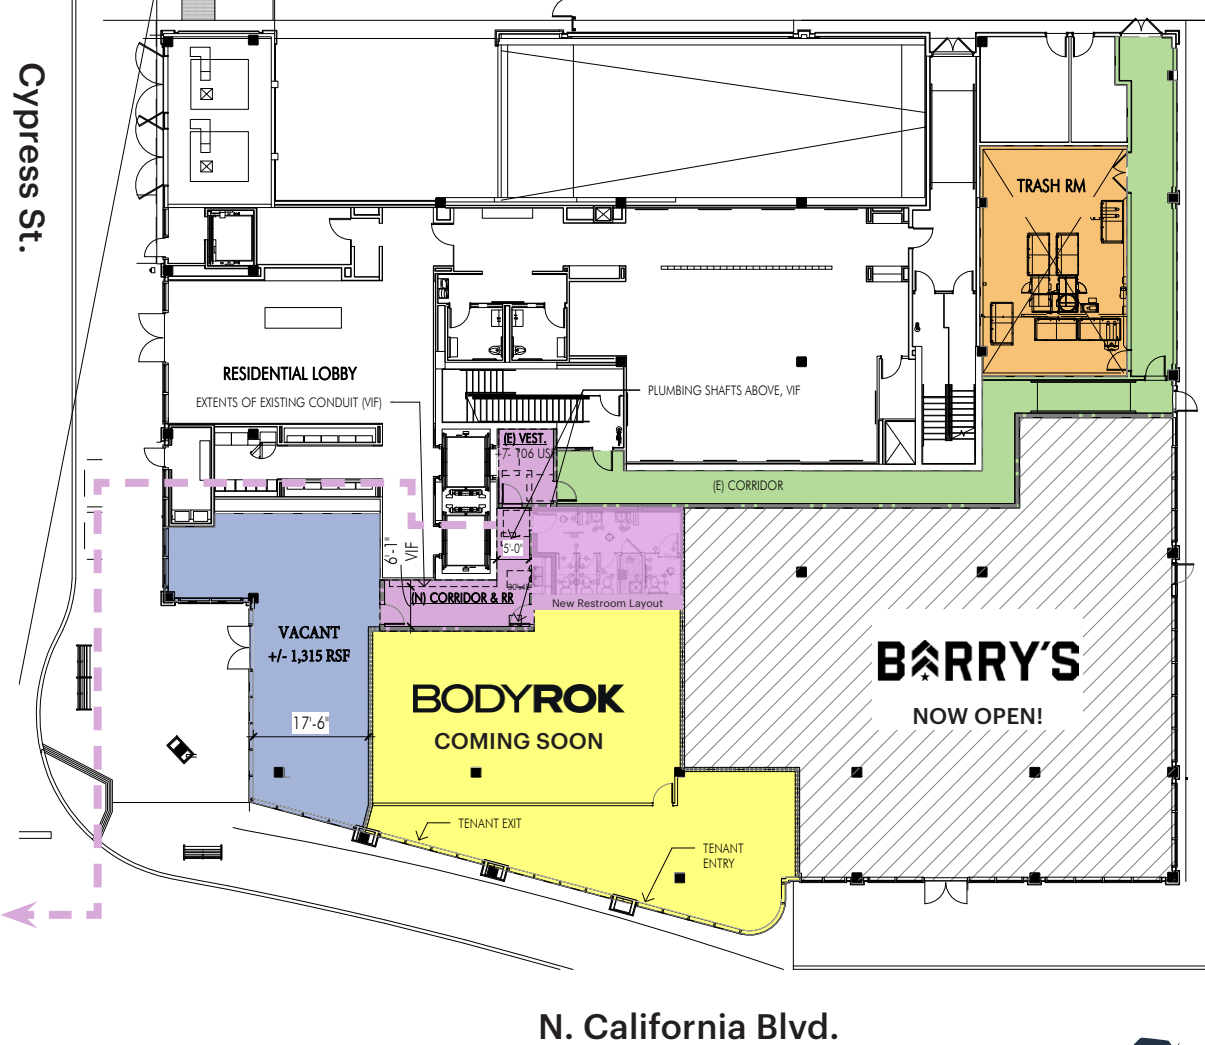 Cypress St.
TRASH RM
RESIDENTIAL LOBBY
EXTENTS OF EXISTING CONDUIT (VIF)
PLUMBING SHAFTS ABOVE, VIF
(E) VEST.
+/- 106 USF
(E) CORRIDOR
6'-1"
VIF
5'-0"
(N) CORRIDOR & RR
New Restroom Layout
VACANT
+/- 1,315 RSF
17'-6"
BODYROK
COMING SOON
BARRY'S
NOW OPEN!
TENANT EXIT
TENANT
ENTRY
N. California Blvd.